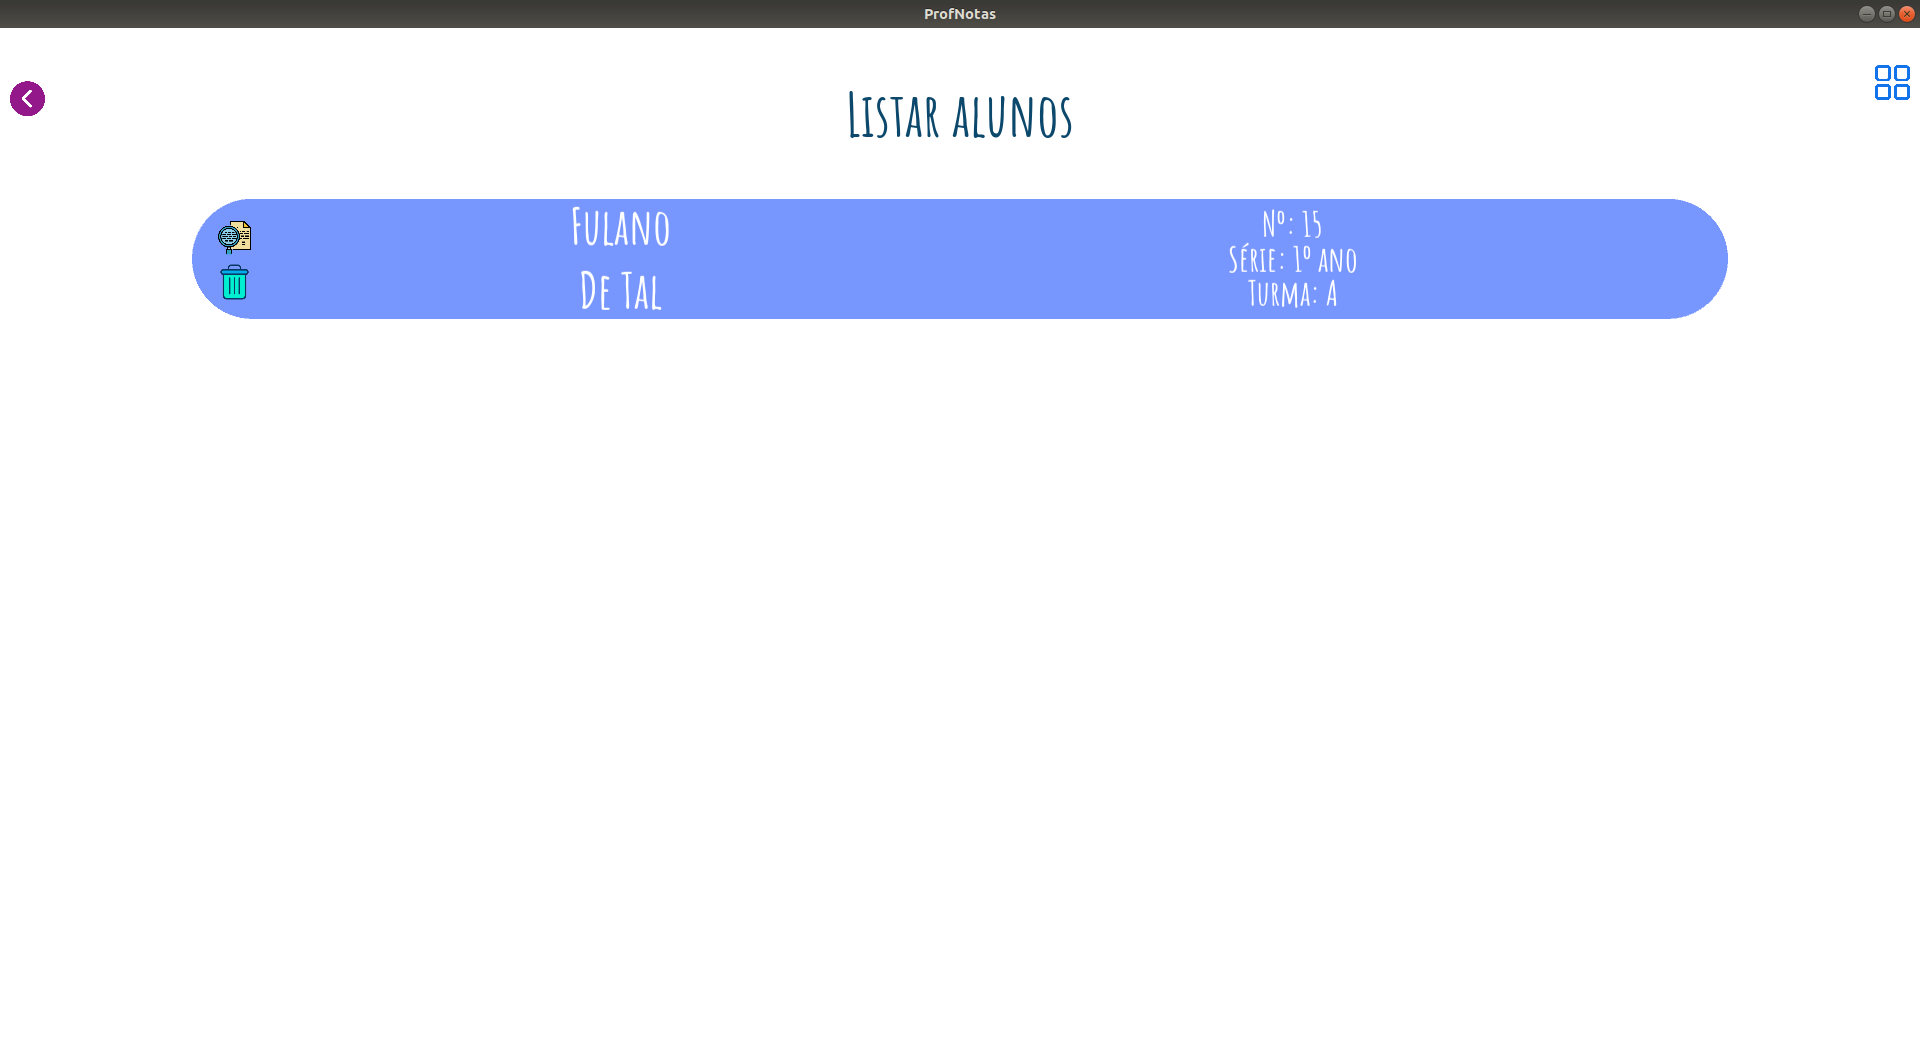 ProfNotas
Listar alunos
Fulano
De Tal
Nº: 15
Série: 1º ano
Turma: A